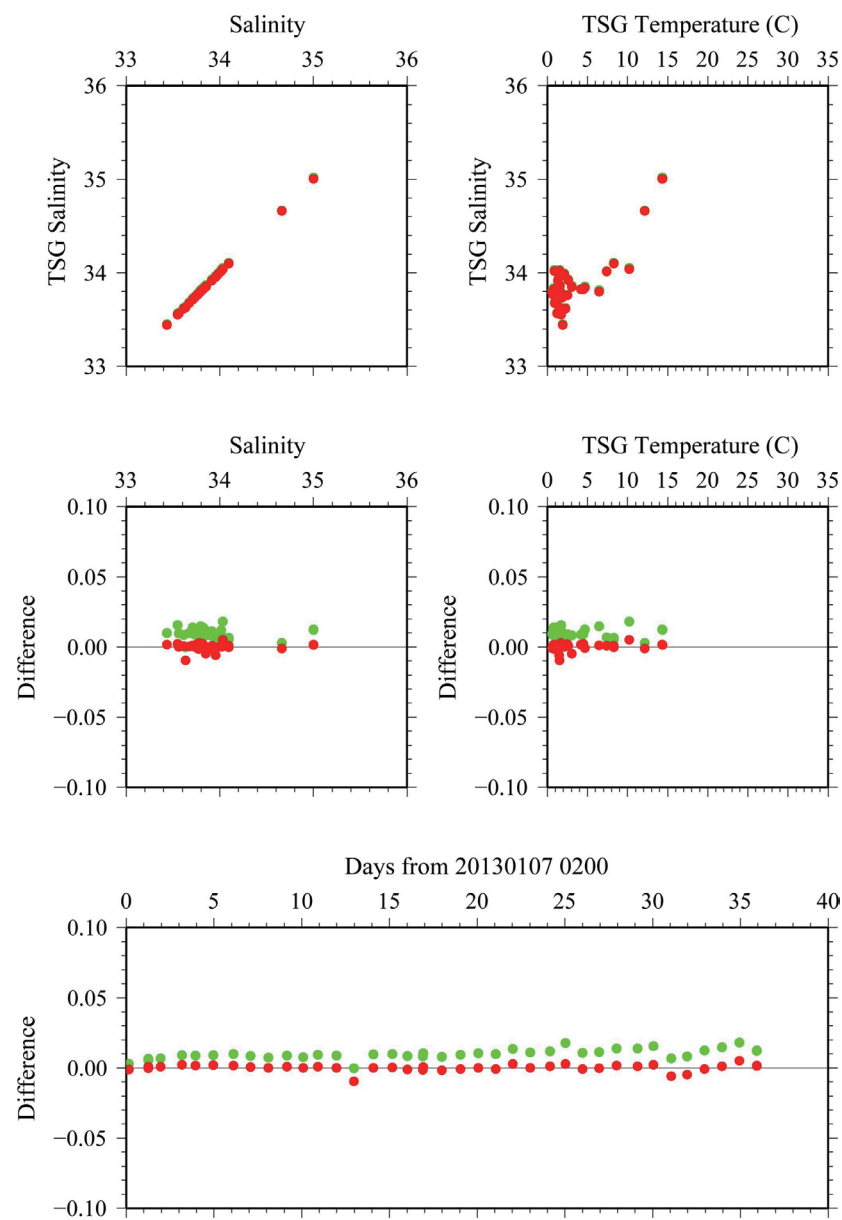 Salinity
TSG Temperature (C)
33 34 35 36
0 5 10 15 20 25 30 35
36
35
34
33
TSG Salinity
36
35
34
33
TSG Salinity
Salinity
TSG Temperature (C)
33 34 35 36
0 5 10 15 20 25 30 35
0.10
0.05
0.00
−0.05
−0.10
Difference
0.10
0.05
0.00
−0.05
−0.10
Difference
Days from 20130107 0200
0 5 10 15 20 25 30 35 40
0.10
0.05
0.00
−0.05
−0.10
Difference